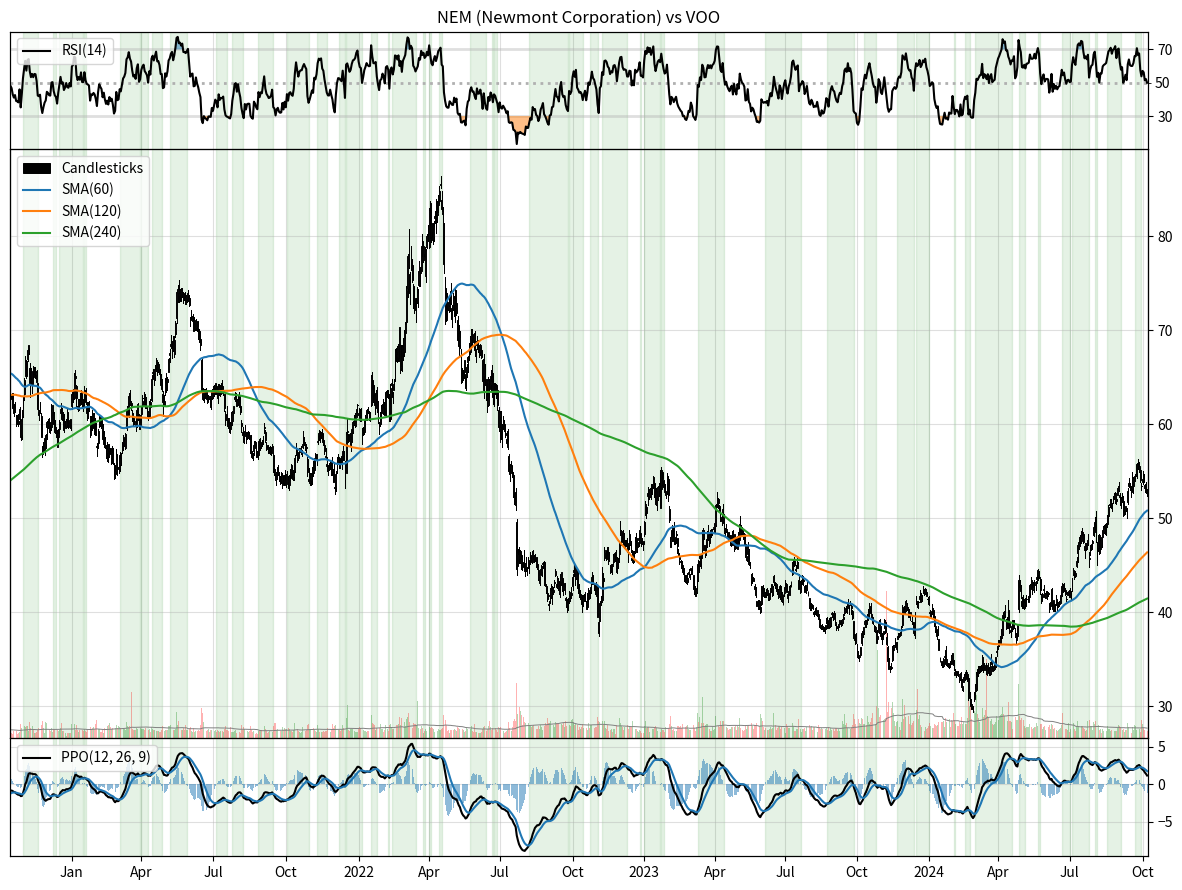 NEM (Newmont Corporation) vs VOO
RSI(14)
70
50
30
Candlesticks
SMA(60)
SMA(120)
SMA(240)
80
70
60
50
40
30
PPO(12, 26, 9)
5
0
−5
Jan Apr Jul Oct 2022 Apr Jul Oct 2023 Apr Jul Oct 2024 Apr Jul Oct